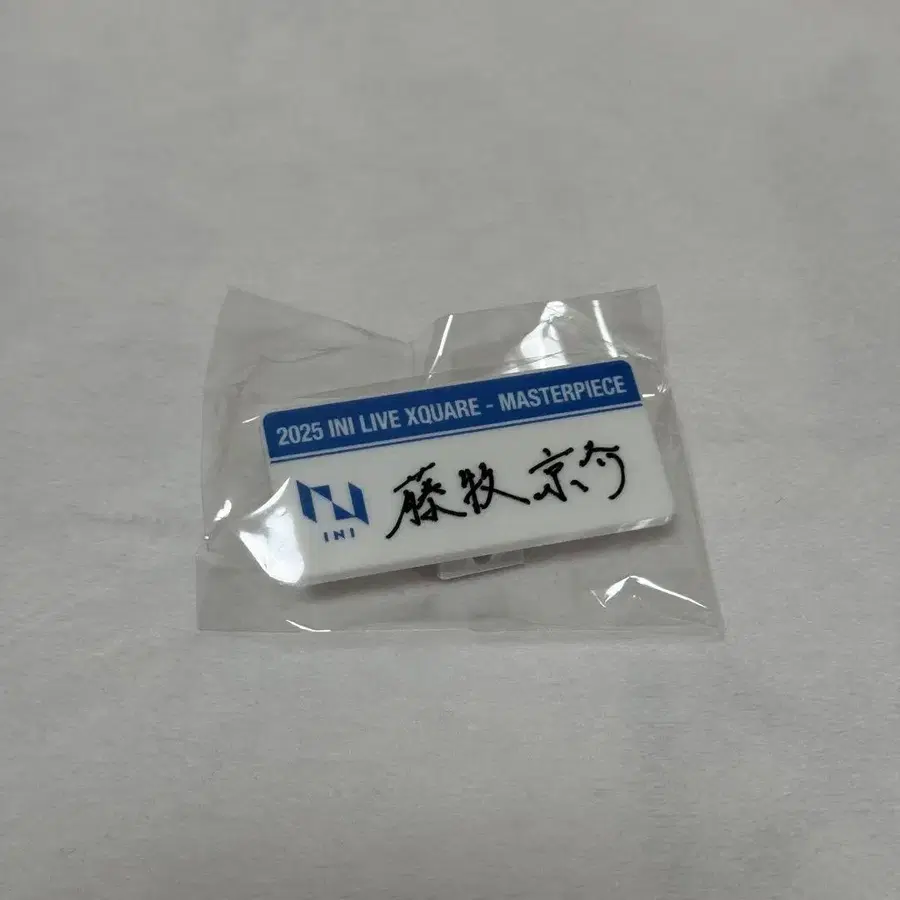 2025 INI LIVE XQUARE - MASTERPIECE
INI
藤牧京介